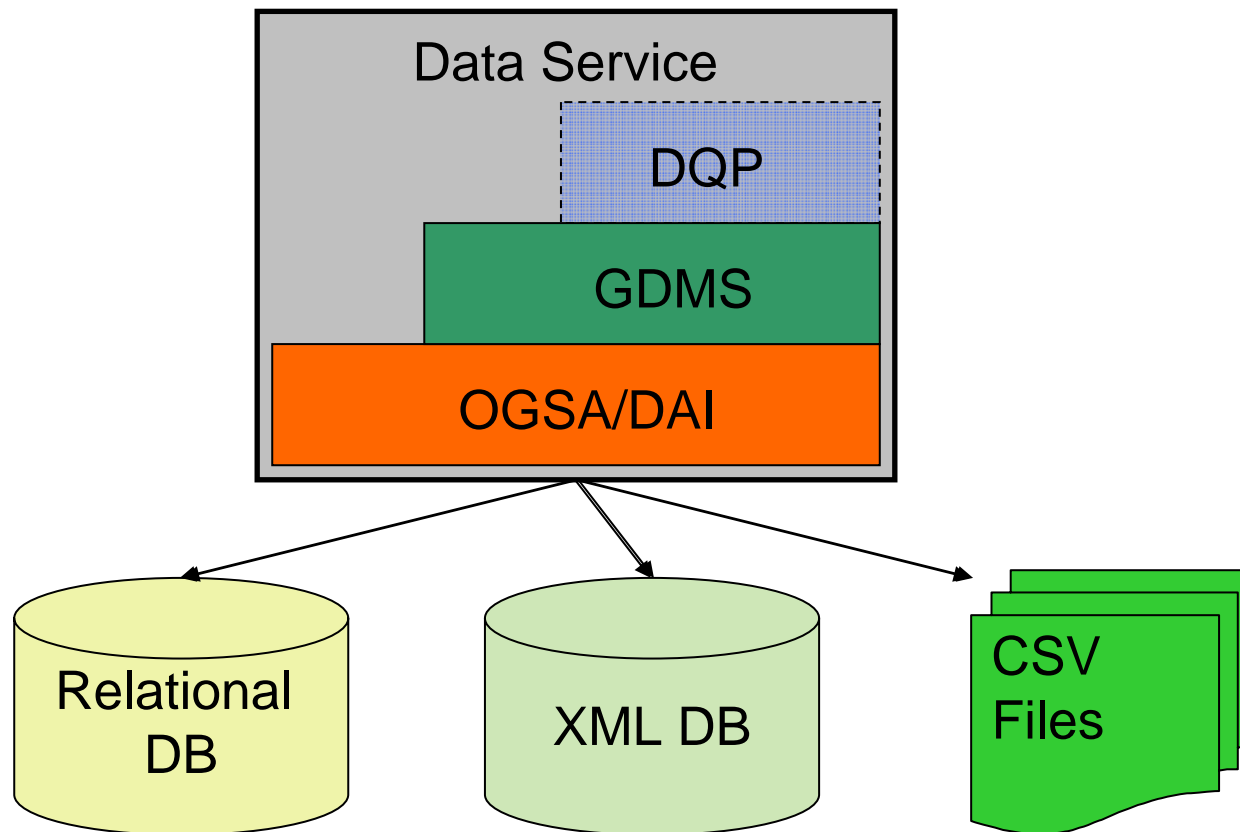 Data Service
DQP
GDMS
OGSA/DAI
Relational
DB
XML DB
CSV
Files